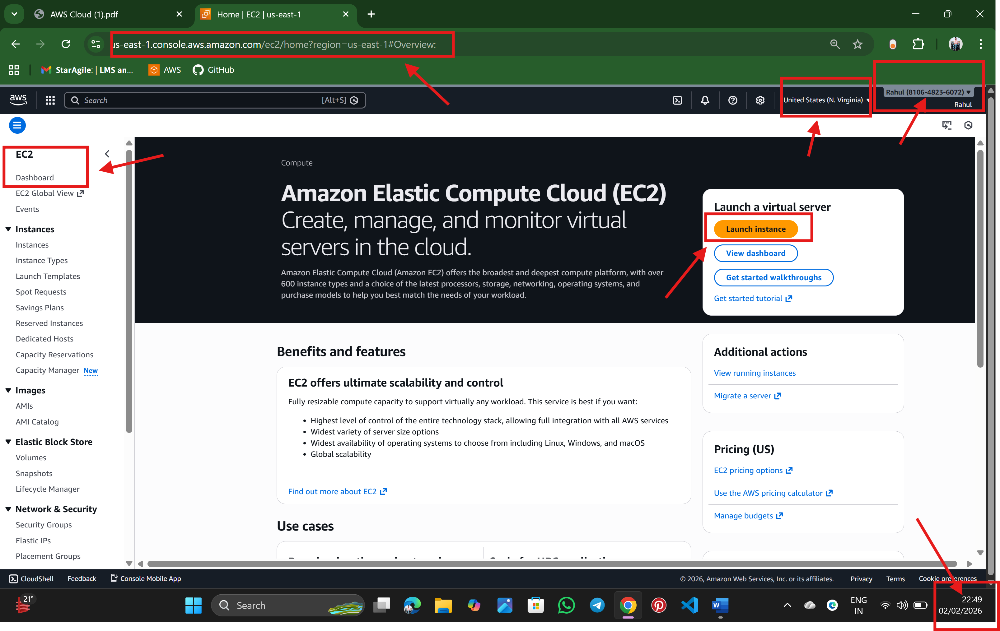 AWS Cloud (1).pdf
Home | EC2 | us-east-1
us-east-1.console.aws.amazon.com/ec2/home?region=us-east-1#Overview:
StarAgile: | LMS an...
AWS
GitHub
aws
Search
[Alt+S]
United States (N. Virginia)
Rahul (8106-4823-6072)
Rahul
EC2
Dashboard
EC2 Global View
Events
Instances
Instances
Instance Types
Launch Templates
Spot Requests
Savings Plans
Reserved Instances
Dedicated Hosts
Capacity Reservations
Capacity Manager New
Images
AMIs
AMI Catalog
Elastic Block Store
Volumes
Snapshots
Lifecycle Manager
Network & Security
Security Groups
Elastic IPs
Placement Groups
Compute
Amazon Elastic Compute Cloud (EC2)
Create, manage, and monitor virtual
servers in the cloud.
Amazon Elastic Compute Cloud (Amazon EC2) offers the broadest and deepest compute platform, with over
600 instance types and a choice of the latest processors, storage, networking, operating systems, and
purchase models to help you best match the needs of your workload.
Launch a virtual server
Launch instance
View dashboard
Get started walkthroughs
Get started tutorial
Benefits and features
EC2 offers ultimate scalability and control
Fully resizable compute capacity to support virtually any workload. This service is best if you want:
• Highest level of control of the entire technology stack, allowing full integration with all AWS services
• Widest variety of server size options
• Widest availability of operating systems to choose from including Linux, Windows, and macOS
• Global scalability
Find out more about EC2
Use cases
Additional actions
View running instances
Migrate a server
Pricing (US)
EC2 pricing options
Use the AWS pricing calculator
Manage budgets
CloudShell
Feedback
Console Mobile App
© 2026, Amazon Web Services, Inc. or its affiliates.
Privacy
Terms
Cookie preferences
21°
Search
ENG
IN
22:49
02/02/2026